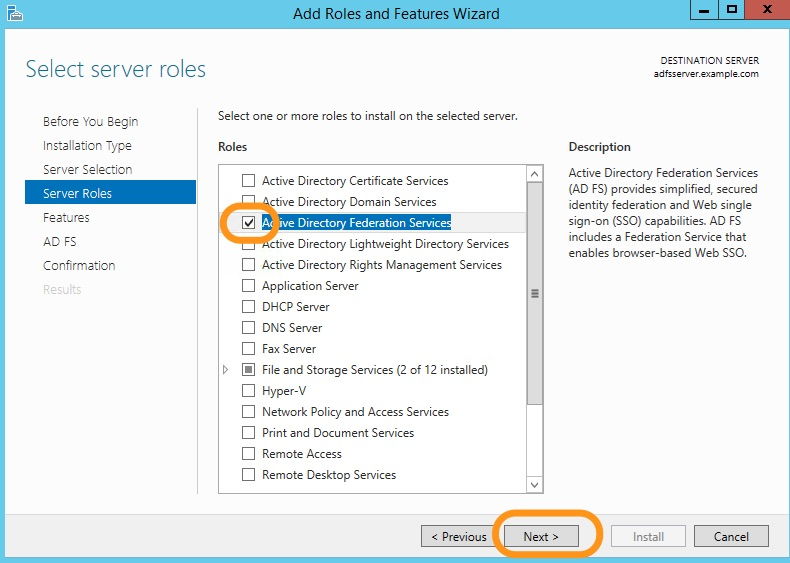 Add Roles and Features Wizard
Select server roles
DESTINATION SERVER
adfsserver.example.com
Before You Begin
Installation Type
Server Selection
Server Roles
Features
AD FS
Confirmation
Results
Select one or more roles to install on the selected server.
Roles
Active Directory Certificate Services
Active Directory Domain Services
Active Directory Federation Services
Active Directory Lightweight Directory Services
Active Directory Rights Management Services
Application Server
DHCP Server
DNS Server
Fax Server
File and Storage Services (2 of 12 installed)
Hyper-V
Network Policy and Access Services
Print and Document Services
Remote Access
Remote Desktop Services
Description
Active Directory Federation Services
(AD FS) provides simplified, secured
identity federation and Web single
sign-on (SSO) capabilities. AD FS
includes a Federation Service that
enables browser-based Web SSO.
< Previous
Next >
Install
Cancel